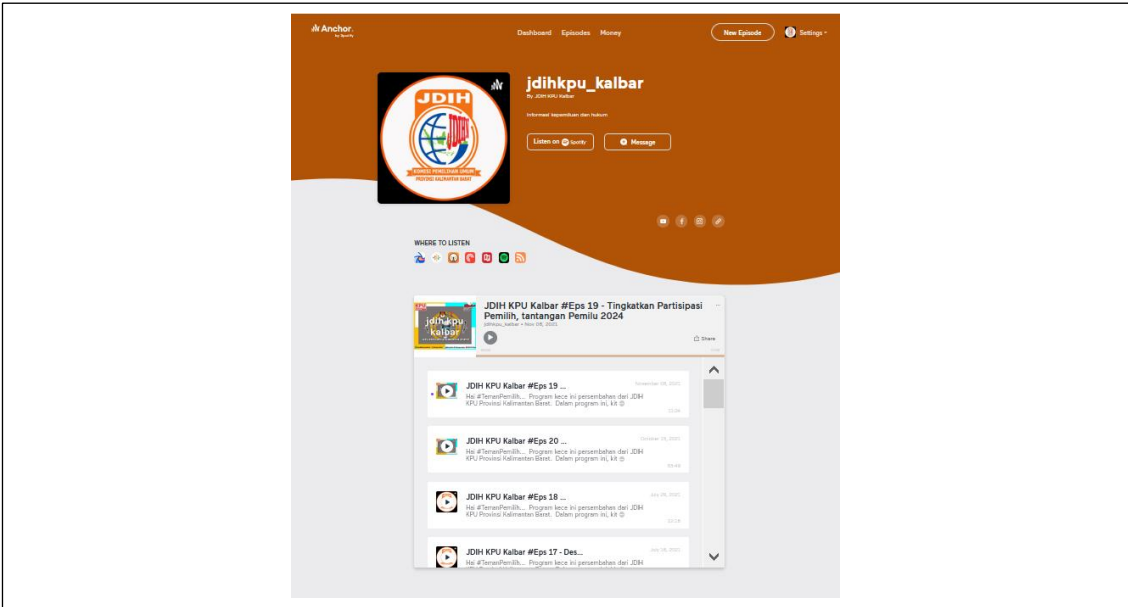 Anchor.
by Spotify
Dashboard Episodes Money
New Episode
Settings
JDIH
KOMISI PEMILIHAN UMUM
PROVINSI KALIMANTAN BARAT
jdihkpu_kalbar
By JDIH KPU Kalbar
Informasi kepemiluan dan hukum
Listen on Spotify
Message
WHERE TO LISTEN
jdih kpu
kalbar
JDIH KPU Kalbar #Eps 19 - Tingkatkan Partisipasi
Pemilih, tantangan Pemilu 2024
jdihkpu_kalbar • Nov 08,
Share
JDIH KPU Kalbar #Eps 19 ...
November 08,
Hai #TemanPemilih... Program kece ini persembahan dari JDIH
KPU Provinsi Kalimantan Barat. Dalam program ini, kit
JDIH KPU Kalbar #Eps 20 ...
October
Hai #TemanPemilih... Program kece ini persembahan dari JDIH
KPU Provinsi Kalimantan Barat. Dalam program ini, kit
JDIH KPU Kalbar #Eps 18 ...
Hai #TemanPemilih... Program kece ini persembahan dari JDIH
KPU Provinsi Kalimantan Barat. Dalam program ini, kit
JDIH KPU Kalbar #Eps 17 - Des...
Hai #TemanPemilih... Program kece ini persembahan dari JDIH